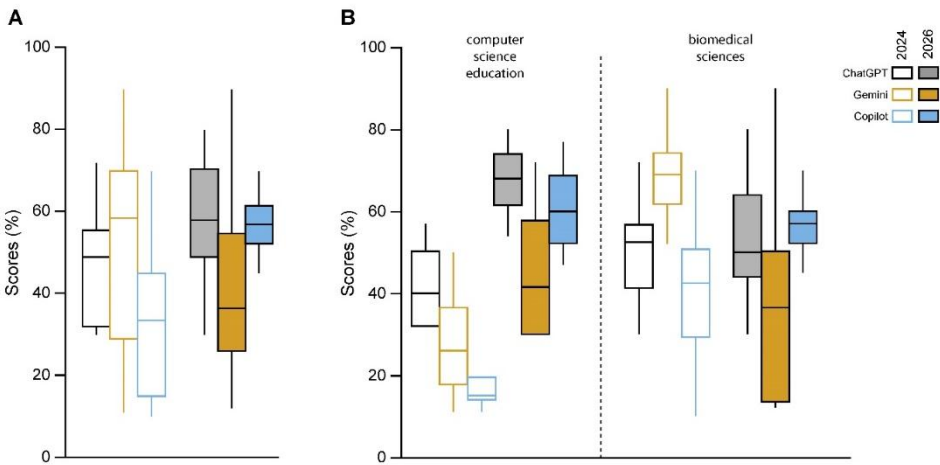 A
100
80
60
40
20
0
Scores (%)
B
100
80
60
40
20
0
Scores (%)
computer
science
education
biomedical
sciences
2024
2026
ChatGPT
Gemini
Copilot